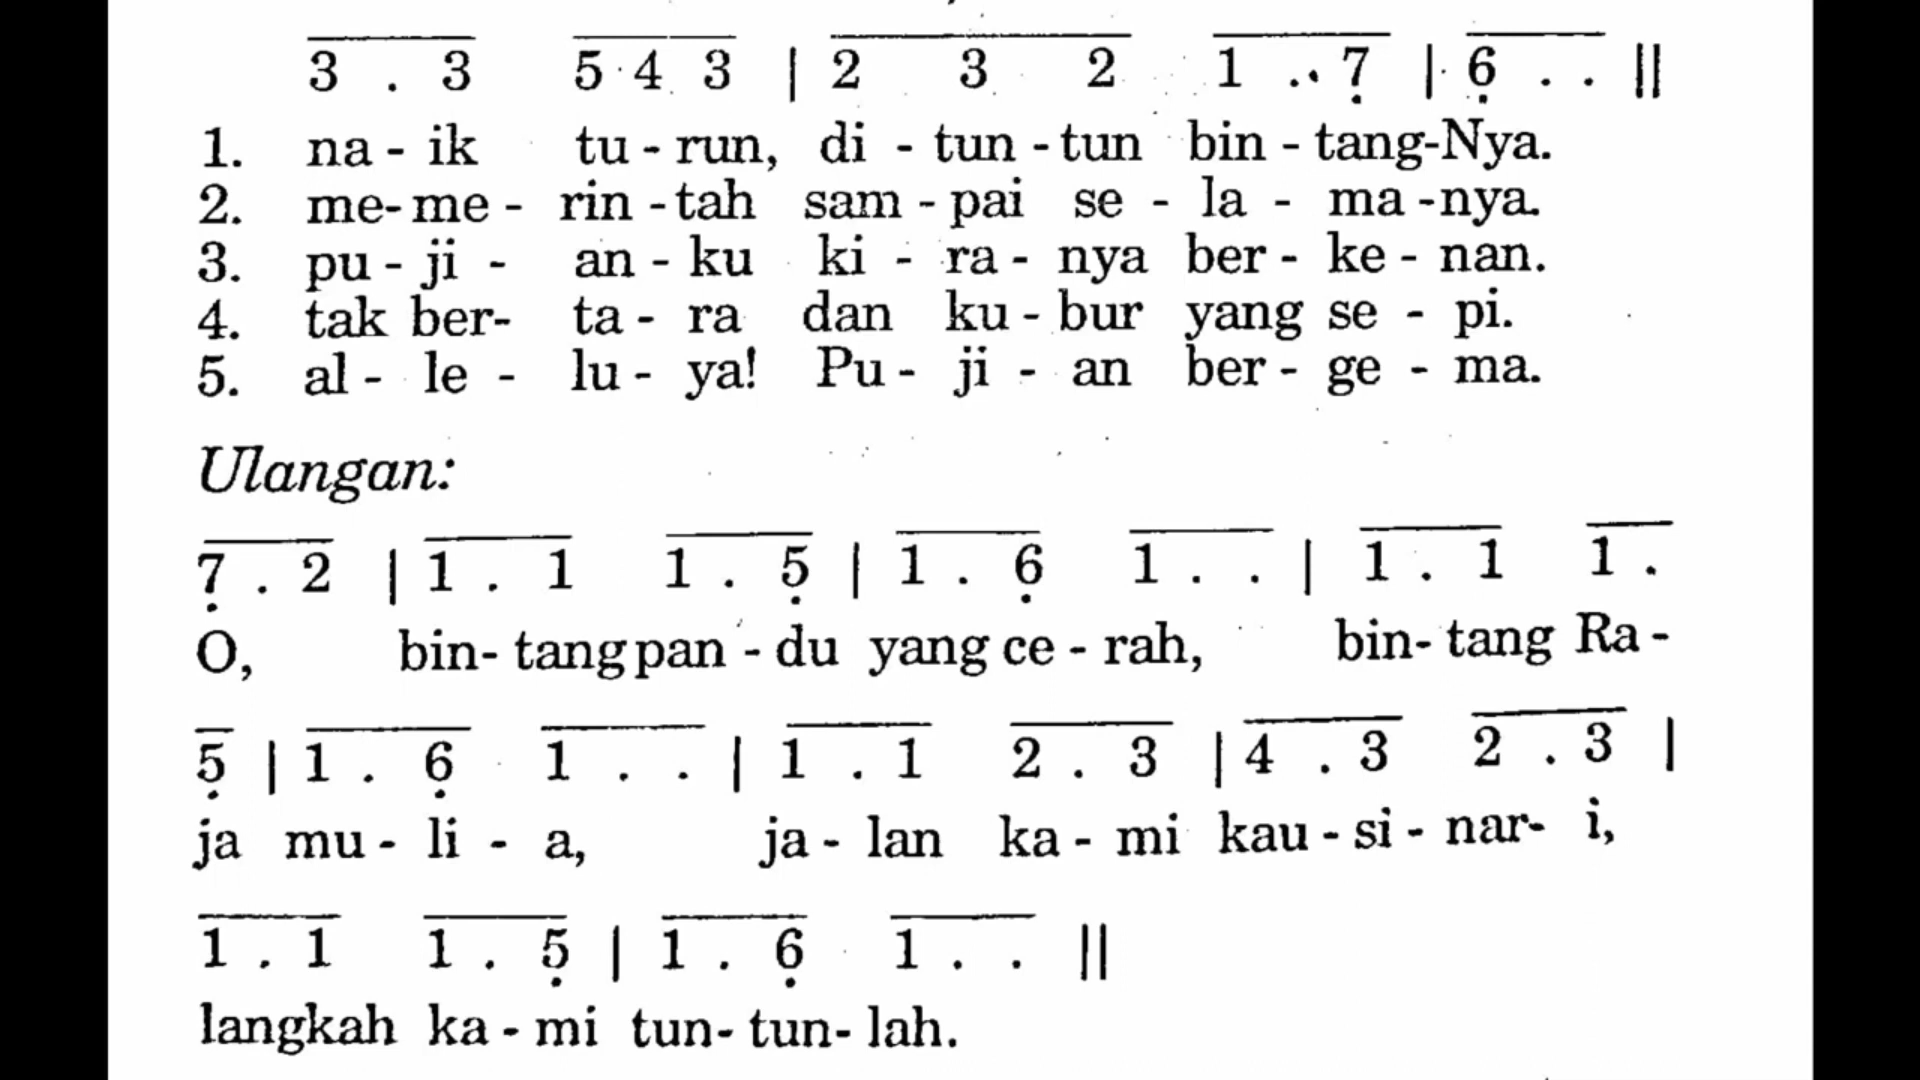 3 . 3 5 4 3 | 2 3 2 1 . 7̣ | 6̣ . . ||
1. na - ik tu - run, di - tun - tun bin - tang-Nya.
2. me- me - rin - tah sam - pai se - la - ma -nya.
3. pu - ji - an - ku ki - ra - nya ber - ke - nan.
4. tak ber- ta - ra dan ku - bur yang se - pi.
5. al - le - lu - ya! Pu - ji - an ber - ge - ma.
Ulangan:
7̣ . 2 | 1 . 1 1 . 5̣ | 1 . 6̣ 1 . . | 1 . 1 1 .
O, bin- tang pan - du yang ce - rah, bin- tang Ra -
5̣ | 1 . 6̣ 1 . . | 1 . 1 2 . 3 | 4 . 3 2 . 3 |
ja mu - li - a, ja - lan ka - mi kau - si - nar- i,
1 . 1 1 . 5̣ | 1 . 6̣ 1 . . ||
langkah ka - mi tun- tun- lah.